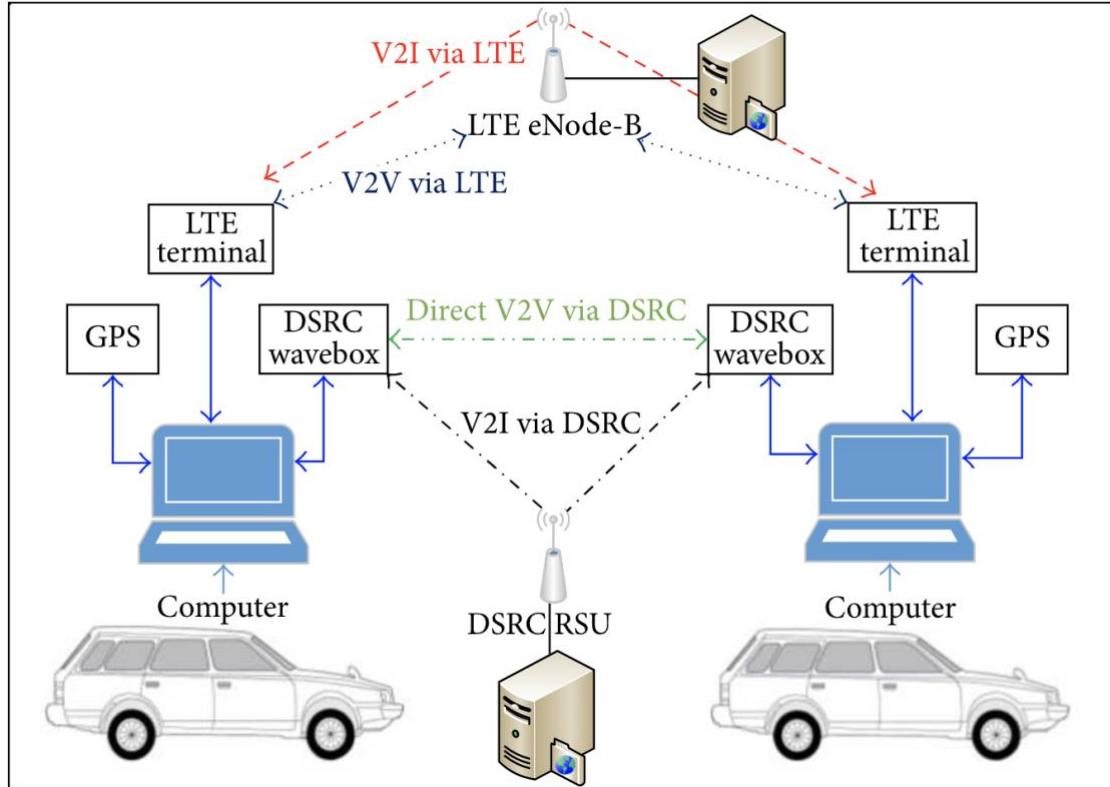 V2I via LTE
LTE eNode-B
V2V via LTE
LTE
terminal
LTE
terminal
GPS
DSRC
wavebox
Direct V2V via DSRC
DSRC
wavebox
GPS
V2I via DSRC
Computer
DSRC RSU
Computer